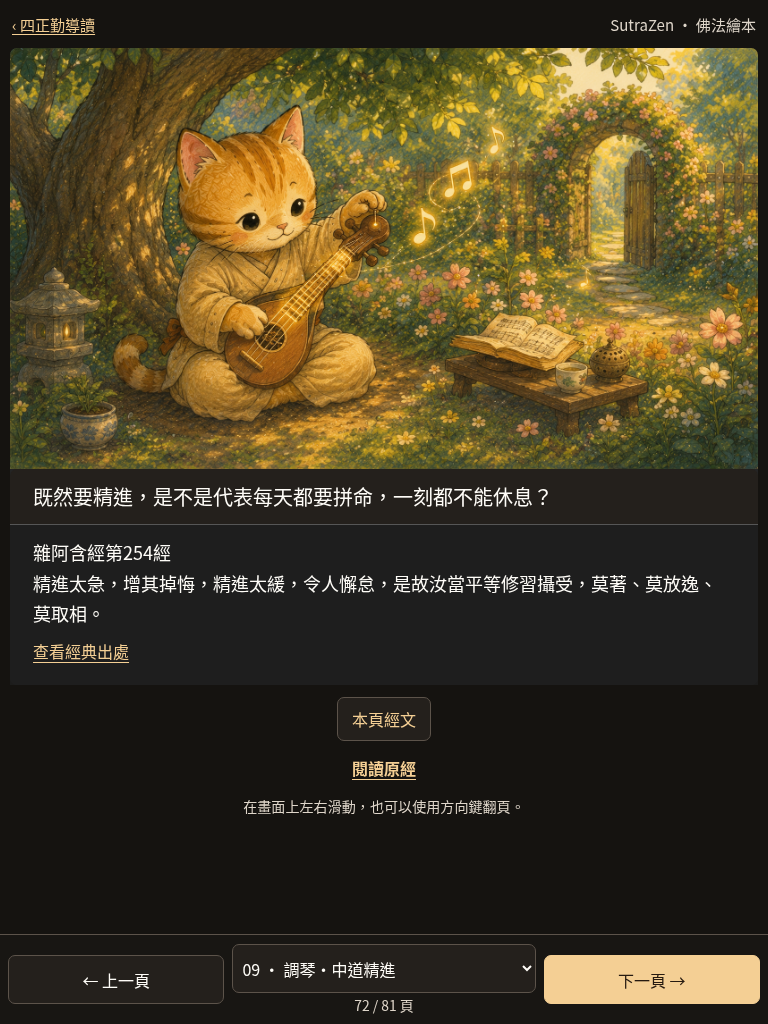 ‹ 四正勤導讀
SutraZen · 佛法繪本
既然要精進，是不是代表每天都要拼命，一刻都不能休息？
雜阿含經第254經
精進太急，增其掉悔，精進太緩，令人懈怠，是故汝當平等修習攝受，莫著、莫放逸、
莫取相。
查看經典出處
本頁經文
閱讀原經
在畫面上左右滑動，也可以使用方向鍵翻頁。
← 上一頁
09 · 調琴·中道精進
72 / 81 頁
下一頁 →